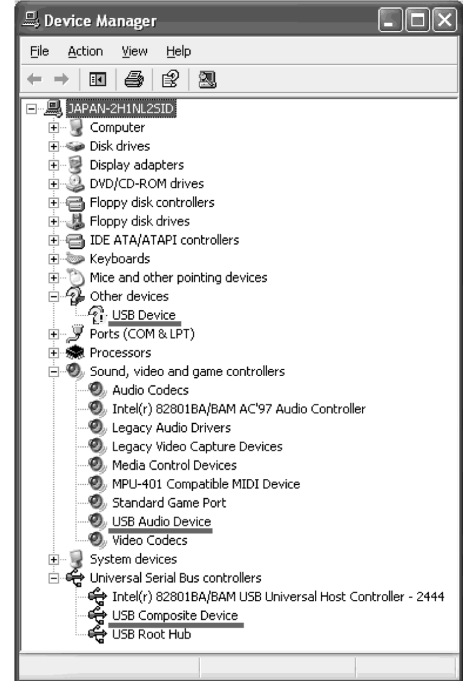 Device Manager
File Action View Help
JAPAN-2H1NL2SID
Computer
Disk drives
Display adapters
DVD/CD-ROM drives
Floppy disk controllers
Floppy disk drives
IDE ATA/ATAPI controllers
Keyboards
Mice and other pointing devices
Other devices
USB Device
Ports (COM & LPT)
Processors
Sound, video and game controllers
Audio Codecs
Intel(r) 82801BA/BAM AC'97 Audio Controller
Legacy Audio Drivers
Legacy Video Capture Devices
Media Control Devices
MPU-401 Compatible MIDI Device
Standard Game Port
USB Audio Device
Video Codecs
System devices
Universal Serial Bus controllers
Intel(r) 82801BA/BAM USB Universal Host Controller - 2444
USB Composite Device
USB Root Hub